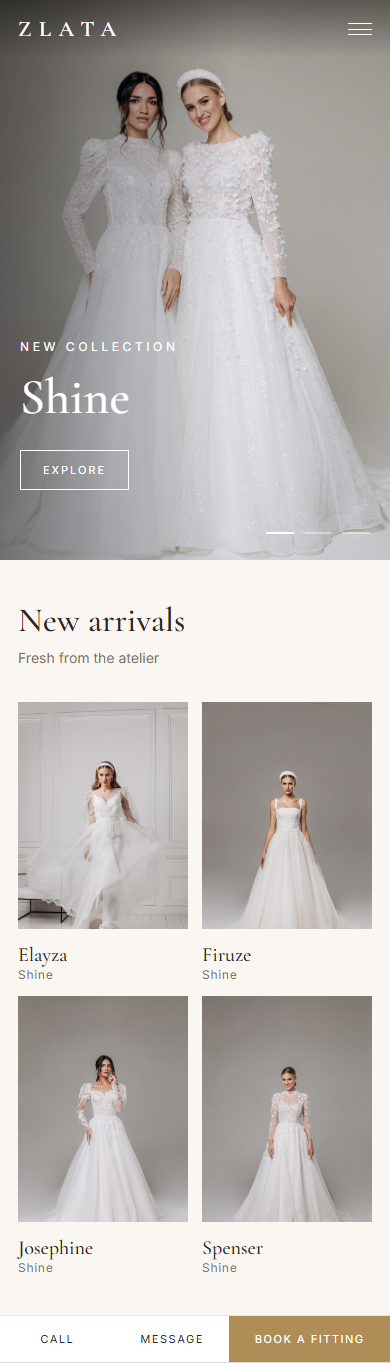 ZLATA
NEW COLLECTION
Shine
EXPLORE
New arrivals
Fresh from the atelier
Elayza
Shine
Firuze
Shine
Josephine
Shine
Spenser
Shine
CALL
MESSAGE
BOOK A FITTING